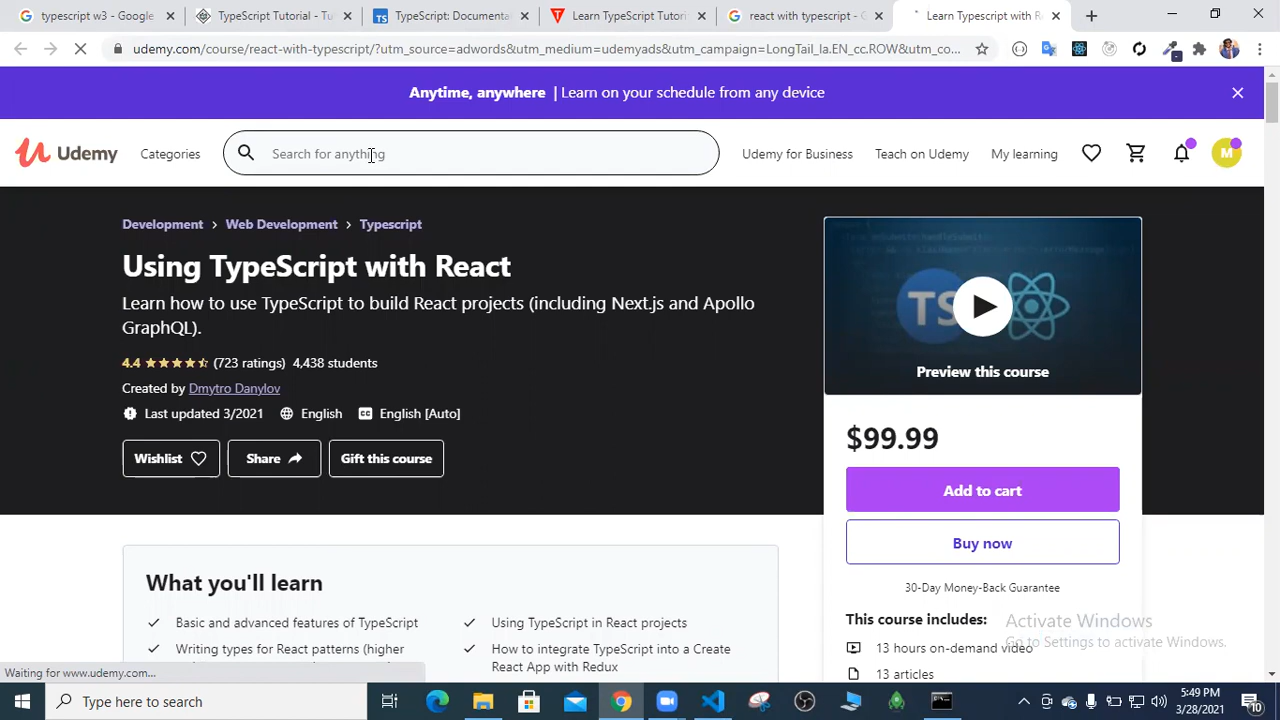 typescript w3 - Google
TypeScript Tutorial - Tu
TypeScript: Documenta
Learn TypeScript Tutori
react with typescript - G
Learn Typescript with R
udemy.com/course/react-with-typescript/?utm_source=adwords&utm_medium=udemyads&utm_campaign=LongTail_la.EN_cc.ROW&utm_co...
Anytime, anywhere | Learn on your schedule from any device
Udemy
Categories
Search for anything
Udemy for Business
Teach on Udemy
My learning
M
Development › Web Development › Typescript
Using TypeScript with React
Learn how to use TypeScript to build React projects (including Next.js and Apollo
GraphQL).
4.4 (723 ratings) 4,438 students
Created by Dmytro Danylov
Last updated 3/2021 English CC English [Auto]
Wishlist
Share
Gift this course
TS
Preview this course
$99.99
Add to cart
Buy now
30-Day Money-Back Guarantee
This course includes:
13 hours on-demand video
13 articles
What you'll learn
Basic and advanced features of TypeScript
Writing types for React patterns (higher
Using TypeScript in React projects
How to integrate TypeScript into a Create
React App with Redux
Activate Windows
Go to Settings to activate Windows.
Waiting for www.udemy.com...
Type here to search
5:49 PM
3/28/2021
10